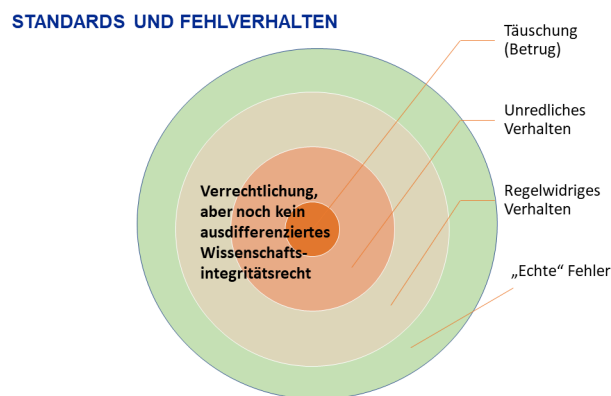 STANDARDS UND FEHLVERHALTEN
Täuschung
(Betrug)
Unredliches
Verhalten
Verrechtlichung,
aber noch kein
ausdifferenziertes
Wissenschafts-
integritätsrecht
Regelwidriges
Verhalten
„Echte“ Fehler